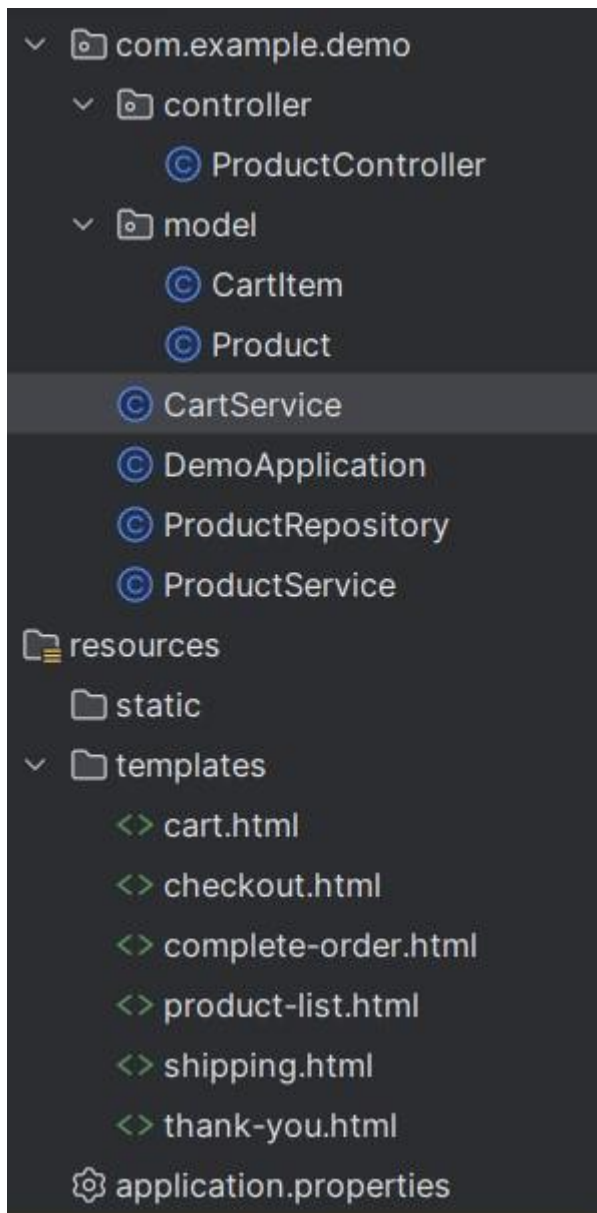 com.example.demo
controller
ProductController
model
CartItem
Product
CartService
DemoApplication
ProductRepository
ProductService
resources
static
templates
cart.html
checkout.html
complete-order.html
product-list.html
shipping.html
thank-you.html
application.properties